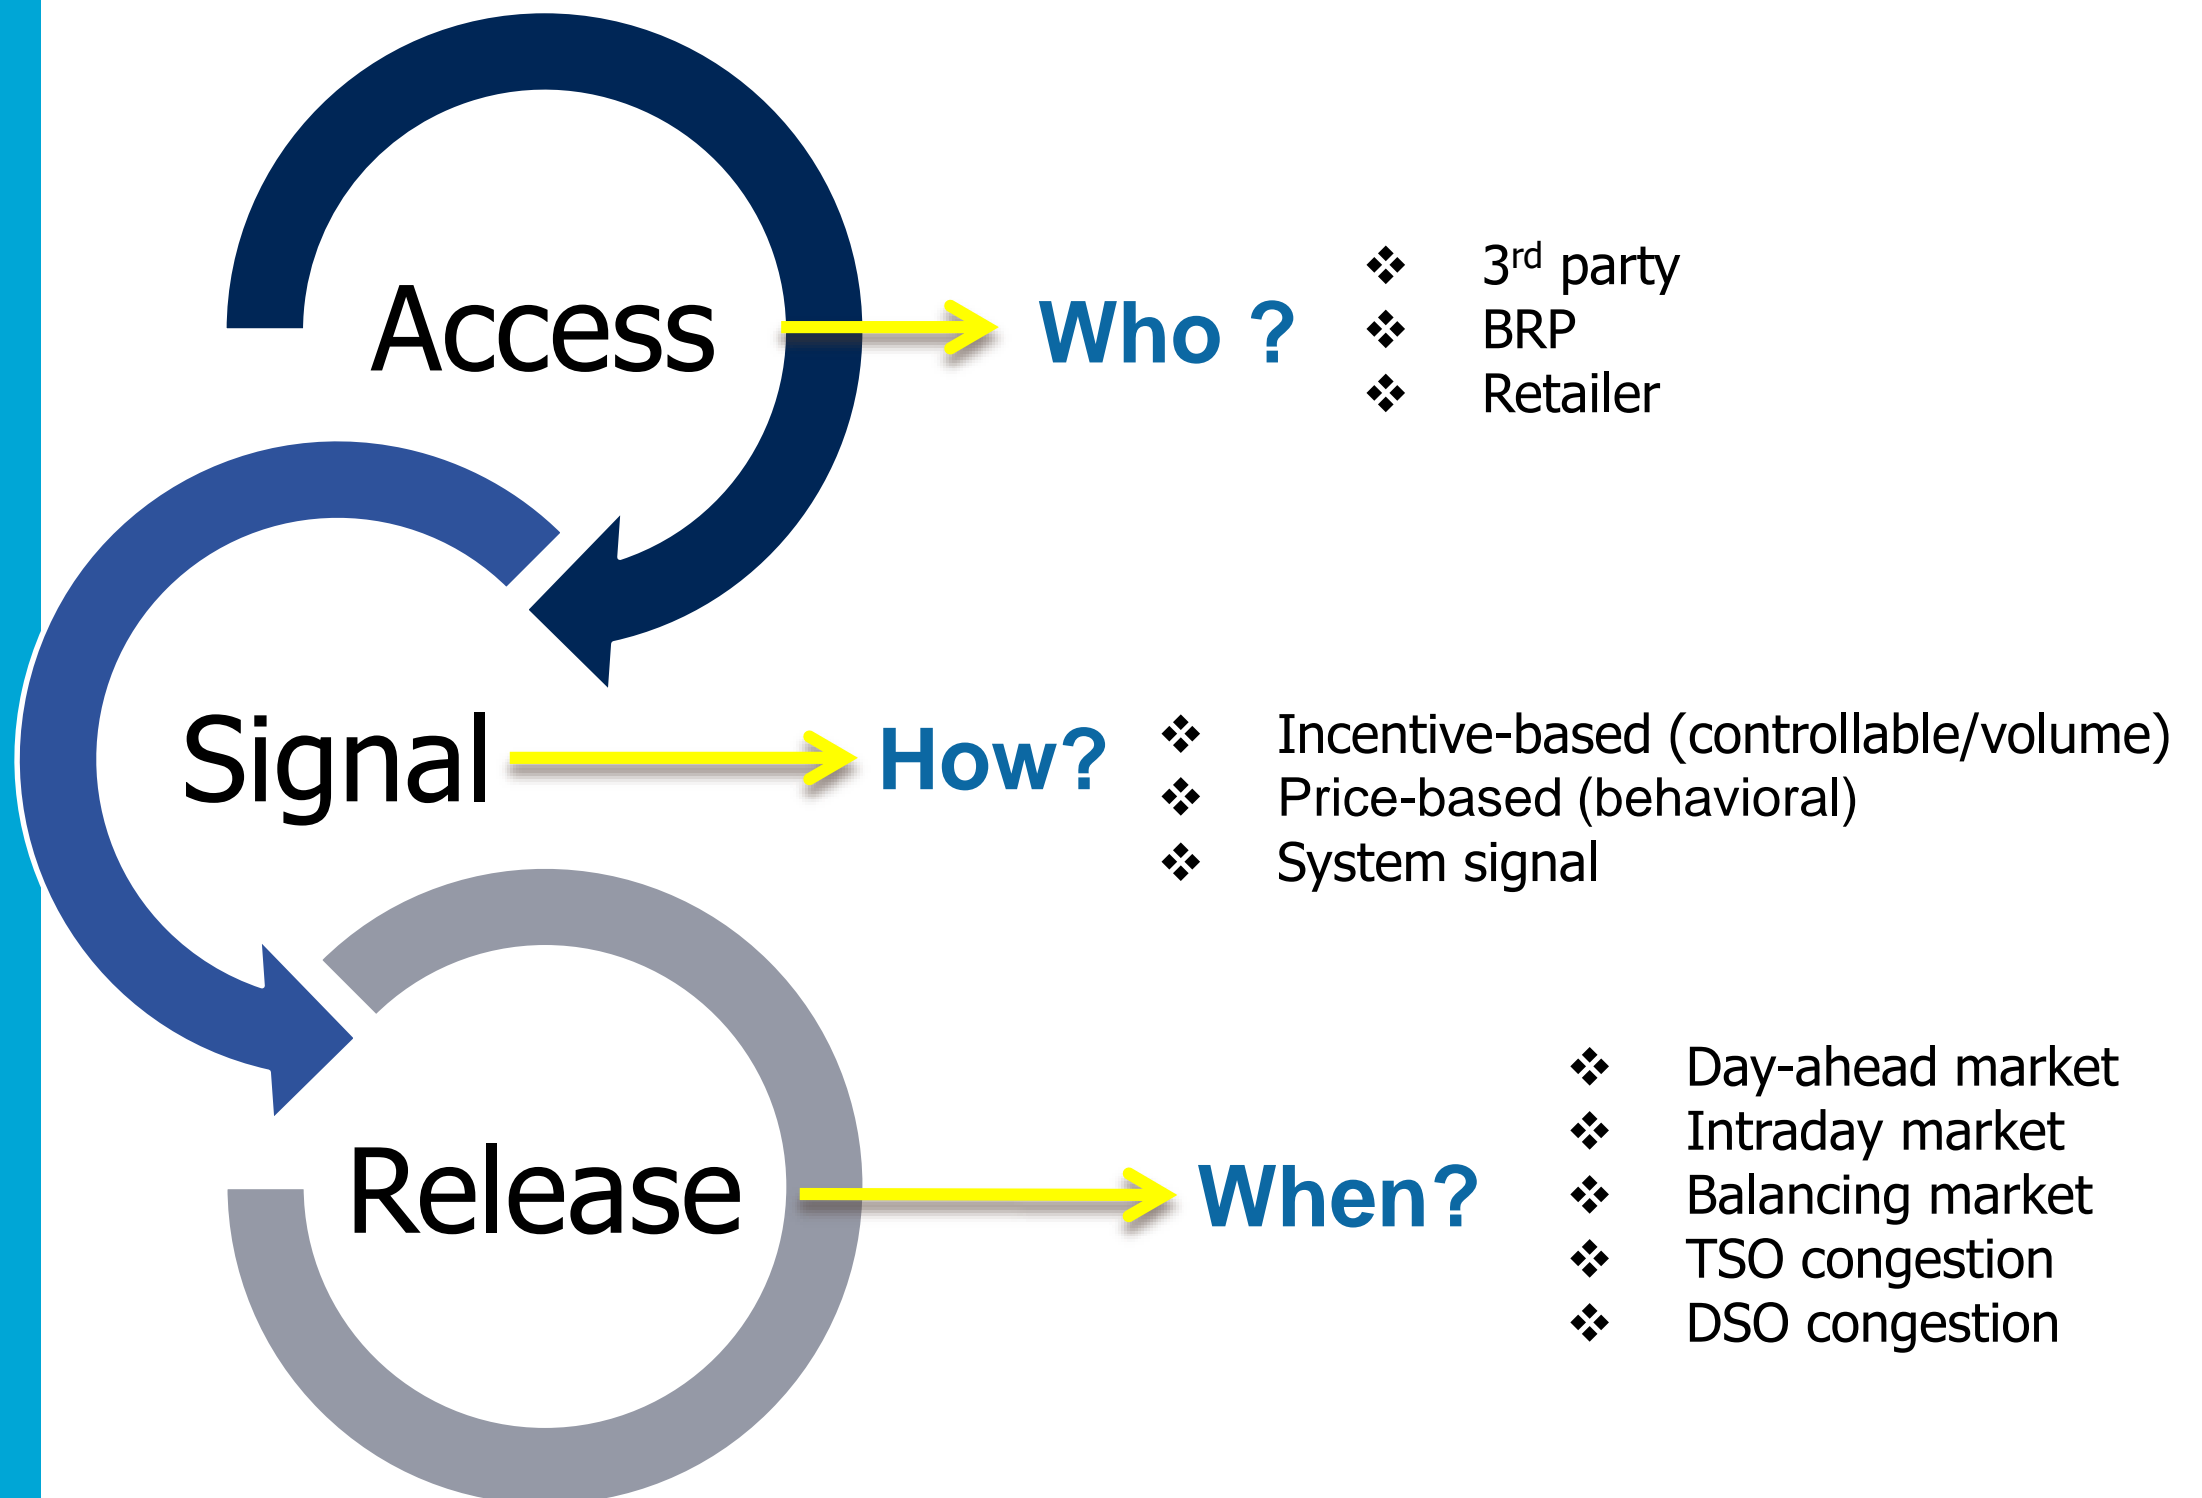 Access
Who ?
❖ 3rd party
❖ BRP
❖ Retailer
Signal
How?
❖ Incentive-based (controllable/volume)
❖ Price-based (behavioral)
❖ System signal
Release
When?
❖ Day-ahead market
❖ Intraday market
❖ Balancing market
❖ TSO congestion
❖ DSO congestion